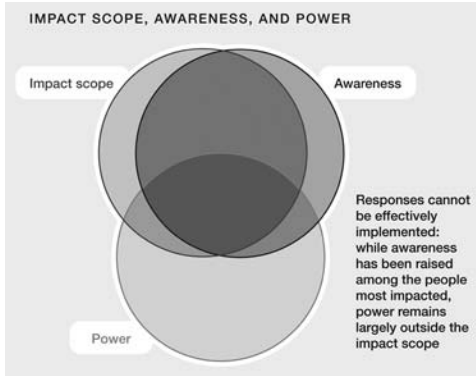 IMPACT SCOPE, AWARENESS, AND POWER
Impact scope
Awareness
Responses cannot
be effectively
implemented:
while awareness
has been raised
among the people
most impacted,
power remains
largely outside the
impact scope
Power